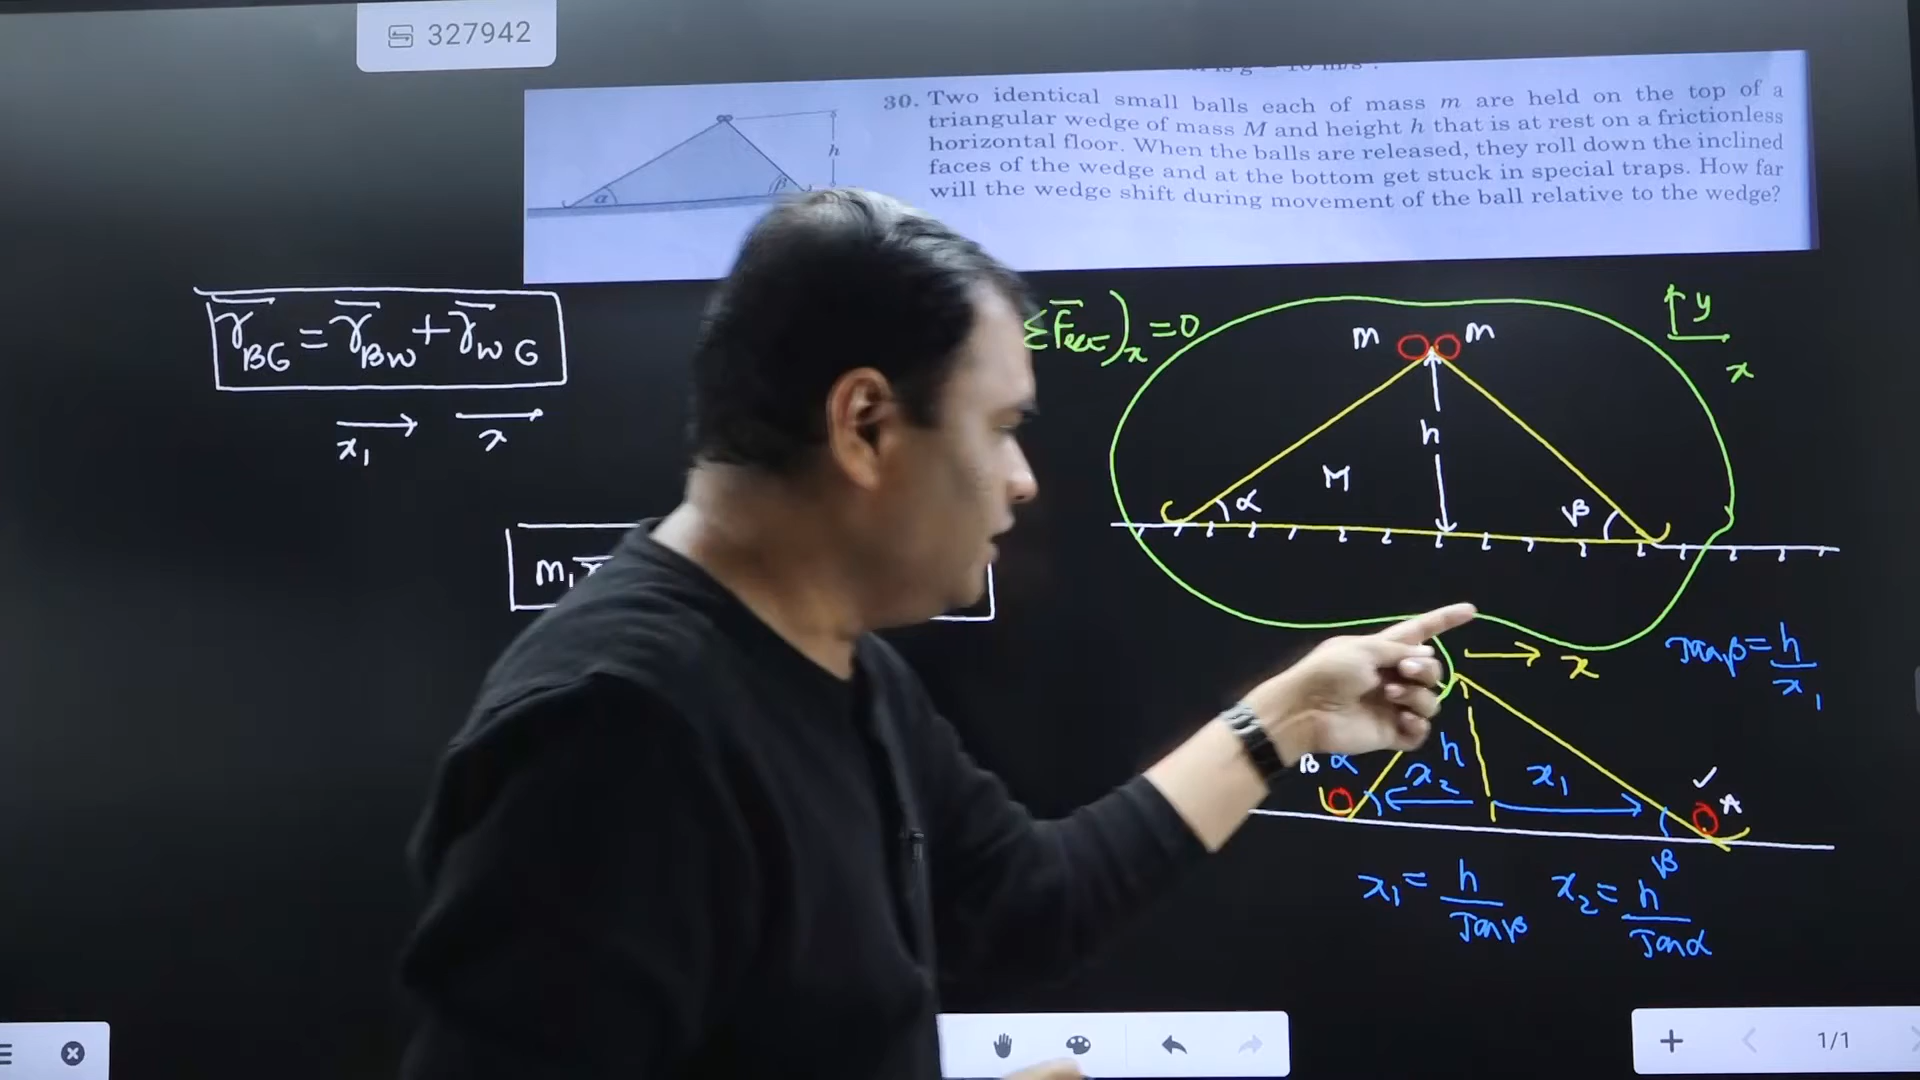 327942
30. Two identical small balls each of mass m are held on the top of a
triangular wedge of mass M and height h that is at rest on a frictionless
horizontal floor. When the balls are released, they roll down the inclined
faces of the wedge and at the bottom get stuck in special traps. How far
will the wedge shift during movement of the ball relative to the wedge?
h
α
β
r̅BG = r̅BW + r̅WG
x₁ x
ΣF̅ext)x = 0
m m
y
x
h
M
α β
m₁
x
Tanβ = h/x₁
B α
h
x₂
x₁
✓
A
β
x₁ = h/Tanβ x₂ = h/Tanα
1/1